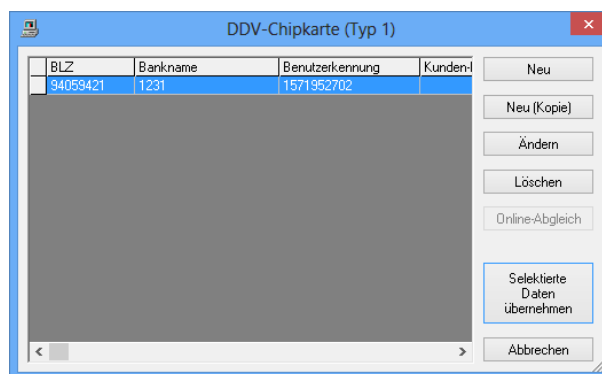 DDV-Chipkarte (Typ 1)
BLZ Bankname Benutzerkennung Kunden-I
94059421 1231 1571952702
Neu
Neu (Kopie)
Ändern
Löschen
Online-Abgleich
Selektierte
Daten
übernehmen
Abbrechen